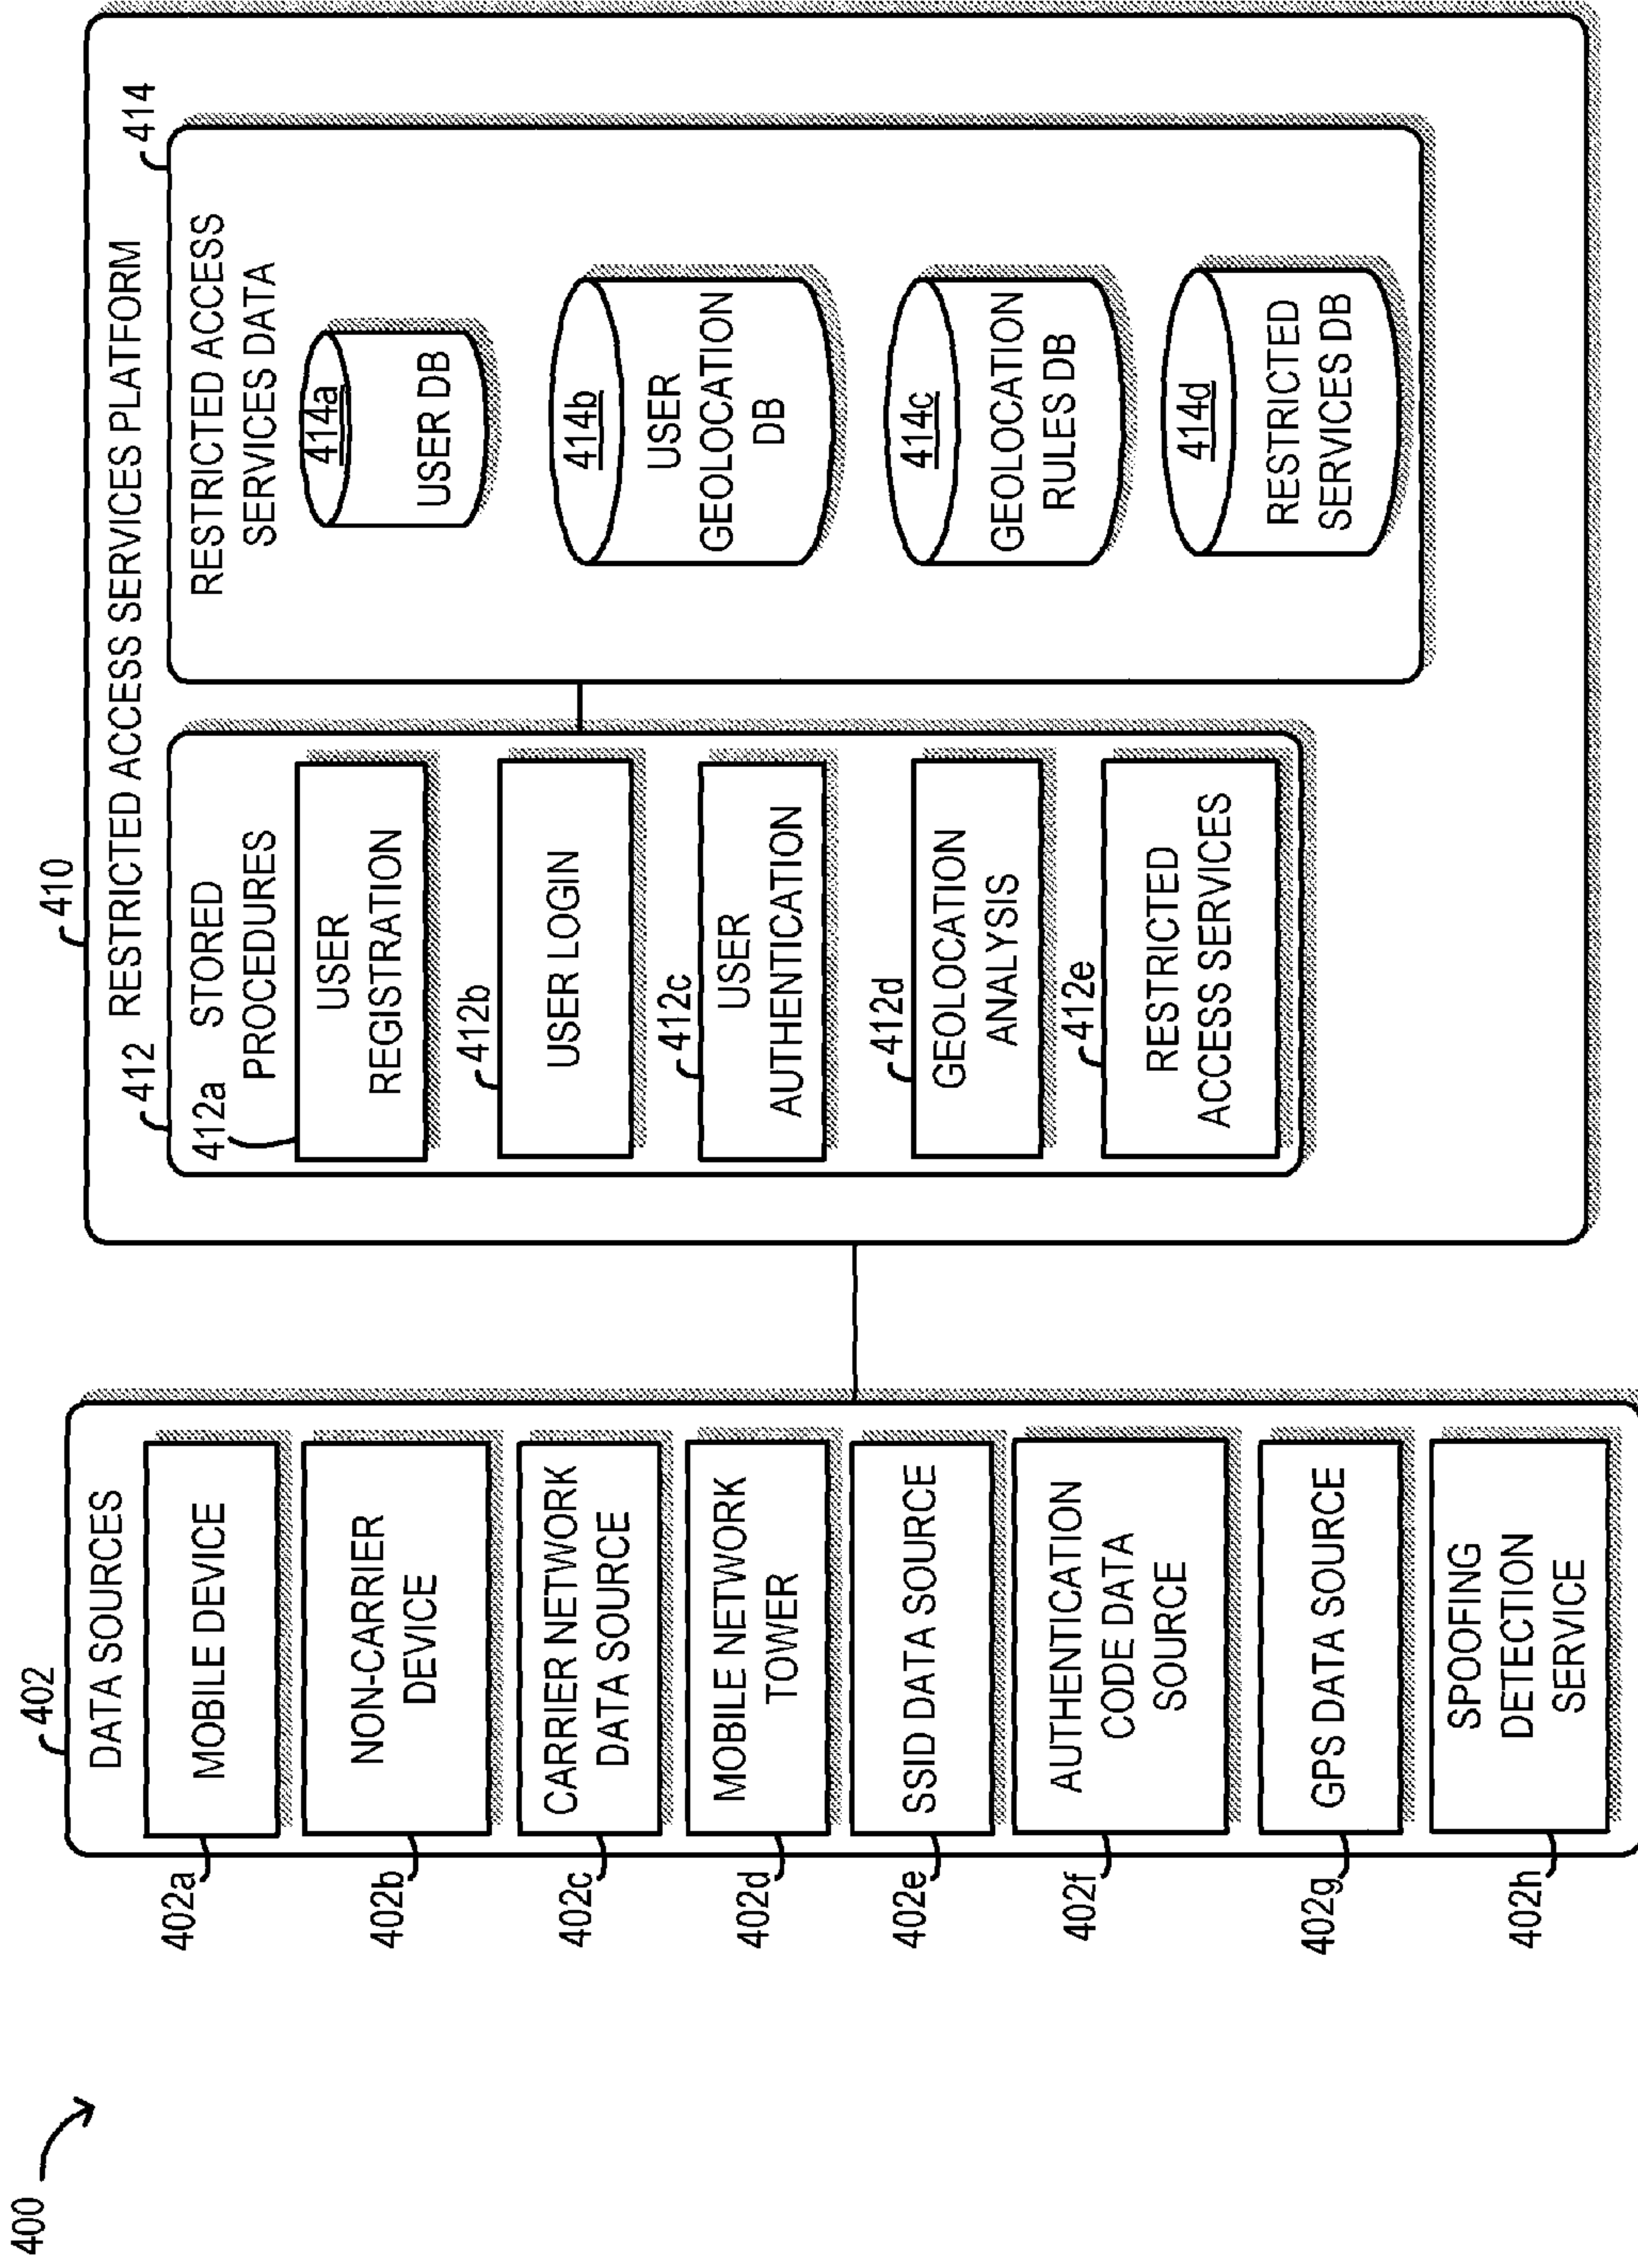 400
402
DATA SOURCES
402a
MOBILE DEVICE
402b
NON-CARRIER
DEVICE
402c
CARRIER NETWORK
DATA SOURCE
402d
MOBILE NETWORK
TOWER
402e
SSID DATA SOURCE
402f
AUTHENTICATION
CODE DATA
SOURCE
402g
GPS DATA SOURCE
402h
SPOOFING
DETECTION
SERVICE
410
RESTRICTED ACCESS SERVICES PLATFORM
412
STORED
PROCEDURES
412a
USER
REGISTRATION
412b
USER LOGIN
412c
USER
AUTHENTICATION
412d
GEOLOCATION
ANALYSIS
412e
RESTRICTED
ACCESS SERVICES
414
RESTRICTED ACCESS
SERVICES DATA
414a
USER DB
414b
USER
GEOLOCATION
DB
414c
GEOLOCATION
RULES DB
414d
RESTRICTED
SERVICES DB